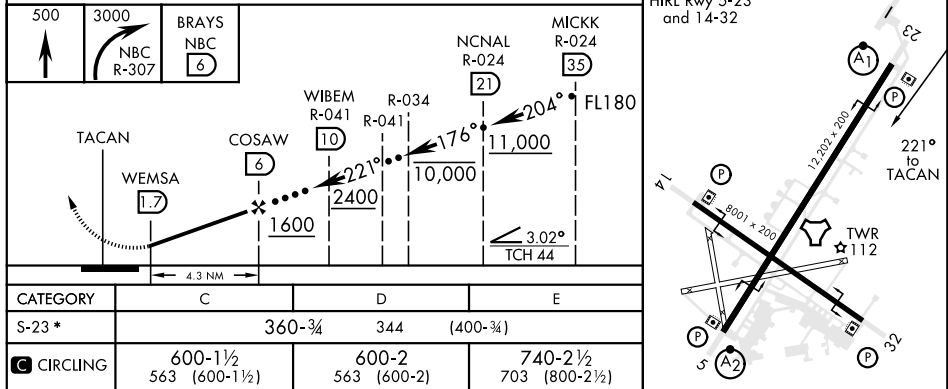 500
3000
NBC
R-307
BRAYS
NBC
6
TACAN
WEMSA
1.7
COSAW
6
WIBEM
R-041
10
R-041
R-034
NCNAL
R-024
21
MICKK
R-024
35
FL180
204°
11,000
176°
10,000
221°
2400
1600
3.02°
TCH 44
4.3 NM
CATEGORY C D E
S-23 * 360-¾ 344 (400-¾)
C CIRCLING 600-1½ 563 (600-1½) 600-2 563 (600-2) 740-2½ 703 (800-2½)
HIRL Rwy 5-23
and 14-32
23
A1
P
12,202 x 200
221°
to
TACAN
P
14
8001 x 200
TWR
112
P
5
A2
P
32